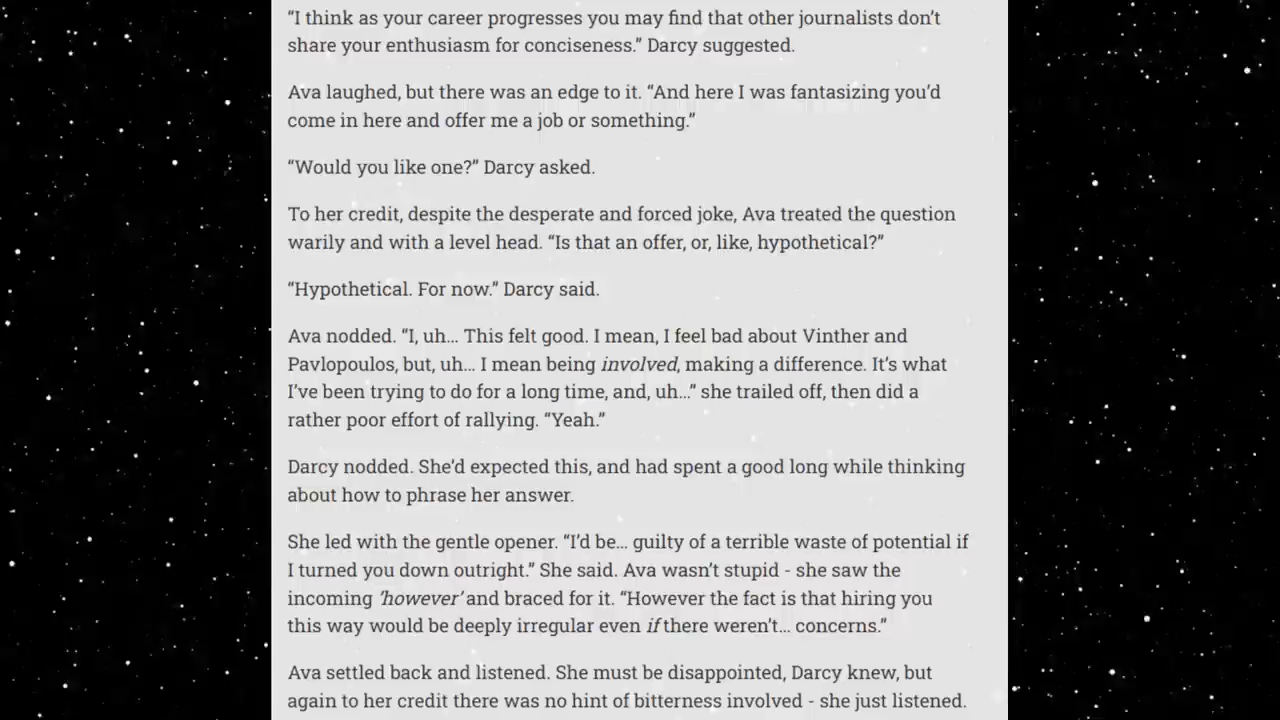 “I think as your career progresses you may find that other journalists don’t
share your enthusiasm for conciseness.” Darcy suggested.
Ava laughed, but there was an edge to it. “And here I was fantasizing you’d
come in here and offer me a job or something.”
“Would you like one?” Darcy asked.
To her credit, despite the desperate and forced joke, Ava treated the question
warily and with a level head. “Is that an offer, or, like, hypothetical?”
“Hypothetical. For now.” Darcy said.
Ava nodded. “I, uh… This felt good. I mean, I feel bad about Vinther and
Pavlopoulos, but, uh… I mean being involved, making a difference. It’s what
I’ve been trying to do for a long time, and, uh…” she trailed off, then did a
rather poor effort of rallying. “Yeah.”
Darcy nodded. She’d expected this, and had spent a good long while thinking
about how to phrase her answer.
She led with the gentle opener. “I’d be… guilty of a terrible waste of potential if
I turned you down outright.” She said. Ava wasn’t stupid - she saw the
incoming ‘however’ and braced for it. “However the fact is that hiring you
this way would be deeply irregular even if there weren’t… concerns.”
Ava settled back and listened. She must be disappointed, Darcy knew, but
again to her credit there was no hint of bitterness involved - she just listened.